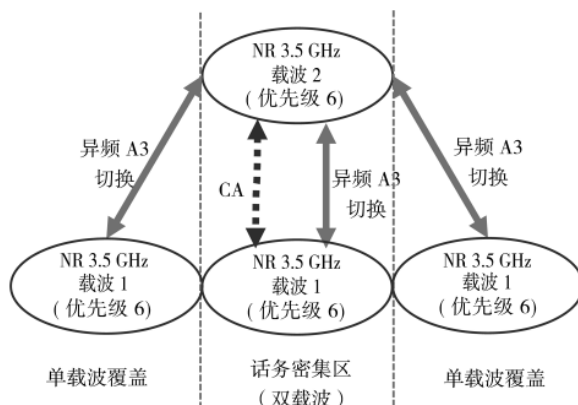 NR 3.5 GHz
载波 2
( 优先级 6)
异频 A3
切换
CA
异频 A3
切换
异频 A3
切换
NR 3.5 GHz
载波 1
( 优先级 6)
NR 3.5 GHz
载波 1
( 优先级 6)
NR 3.5 GHz
载波 1
( 优先级 6)
单载波覆盖
话务密集区
(双载波)
单载波覆盖